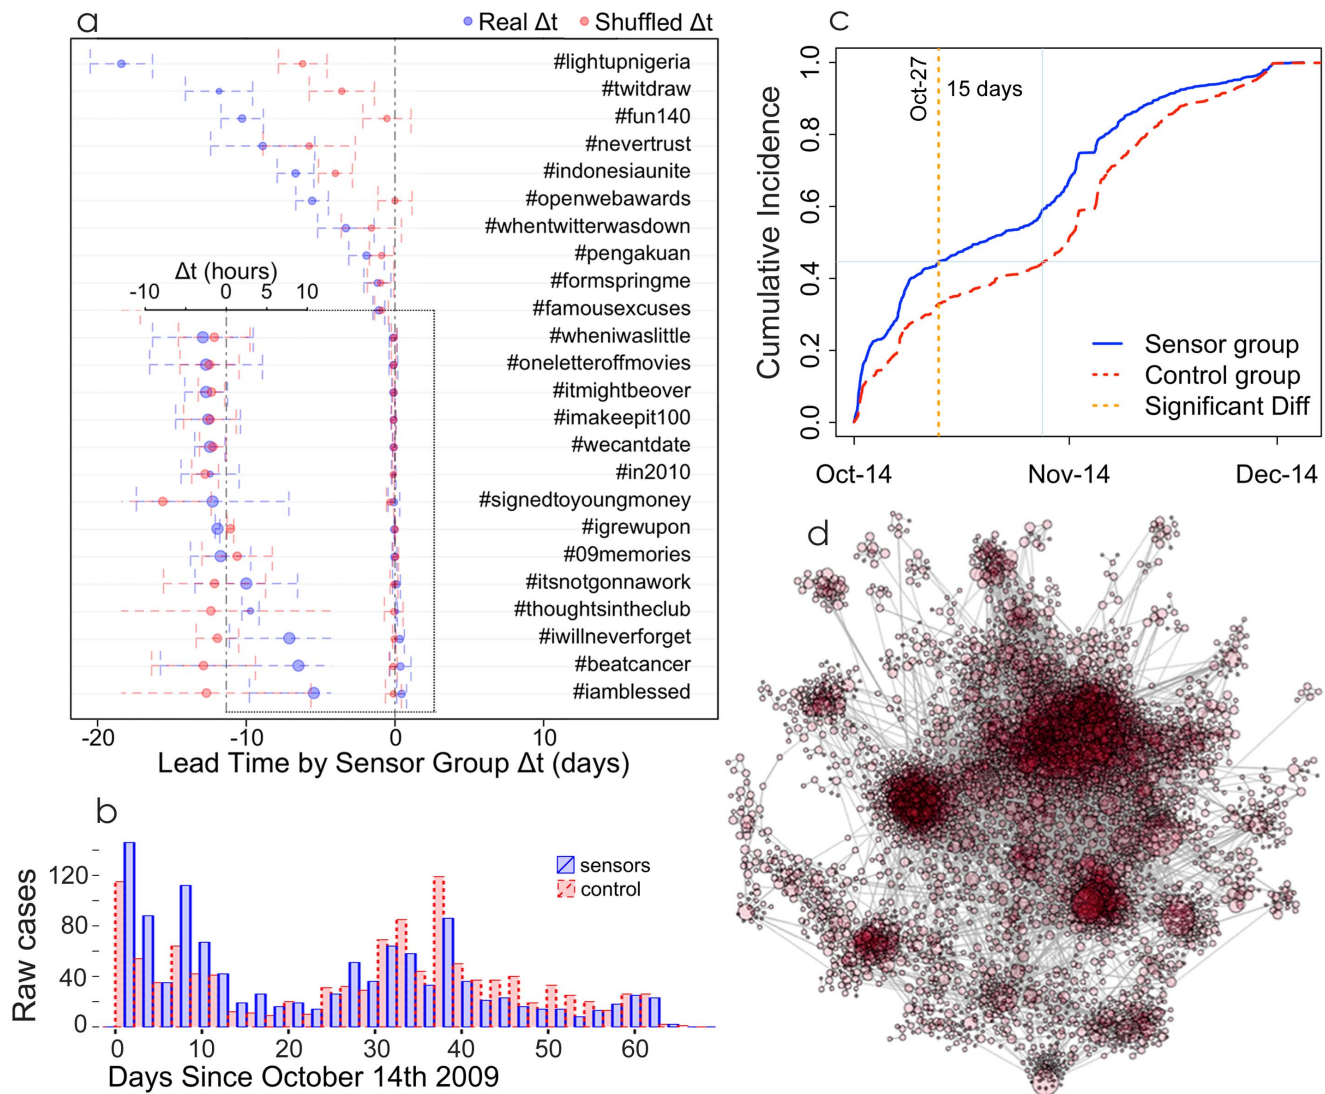 a
Real Δt Shuffled Δt
#lightupnigeria
#twitdraw
#fun140
#nevertrust
#indonesiaunite
#openwebawards
#whentwitterwasdown
#pengakuan
#formspringme
#famousexcuses
#wheniwaslittle
#oneletteroffmovies
#itmightbeover
#imakeepit100
#wecantdate
#in2010
#signedtoyoungmoney
#igrewupon
#09memories
#itsnotgonnawork
#thoughtsintheclub
#iwillneverforget
#beatcancer
#iamblessed
Δt (hours)
-10 0 5 10
-20 -10 0 10
Lead Time by Sensor Group Δt (days)
b
Raw cases
120
80
40
0
sensors
control
0 10 20 30 40 50 60
Days Since October 14th 2009
c
Cumulative Incidence
1.0
0.8
0.6
0.4
0.2
0.0
Oct-27
15 days
Sensor group
Control group
Significant Diff
Oct-14 Nov-14 Dec-14
d